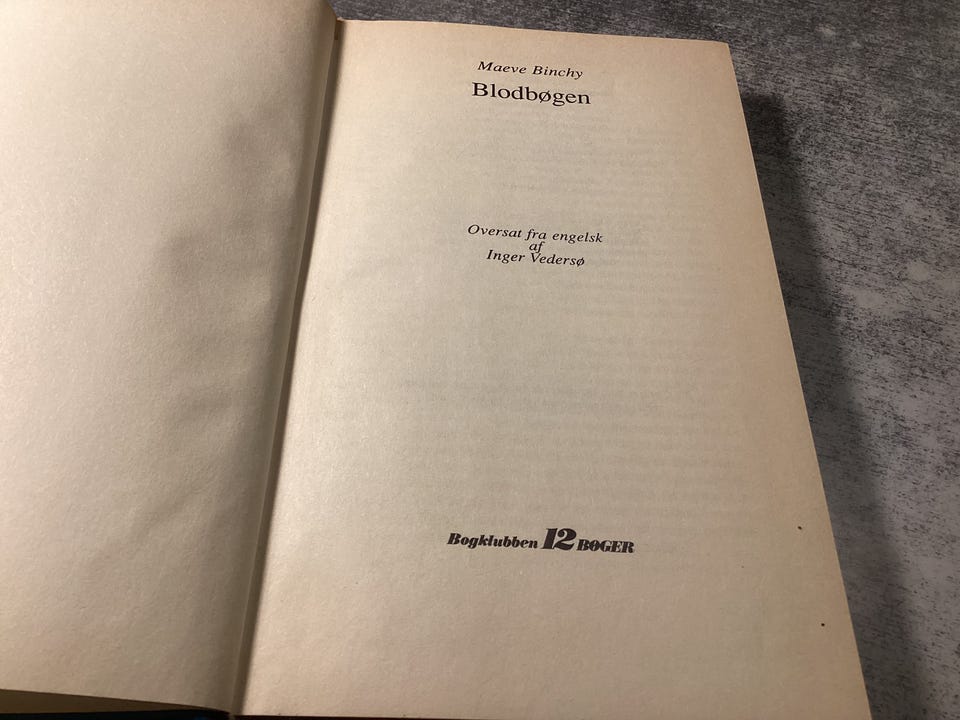 Maeve Binchy
Blodbøgen
Oversat fra engelsk
af
Inger Vedersø
Bogklubben 12 BØGER